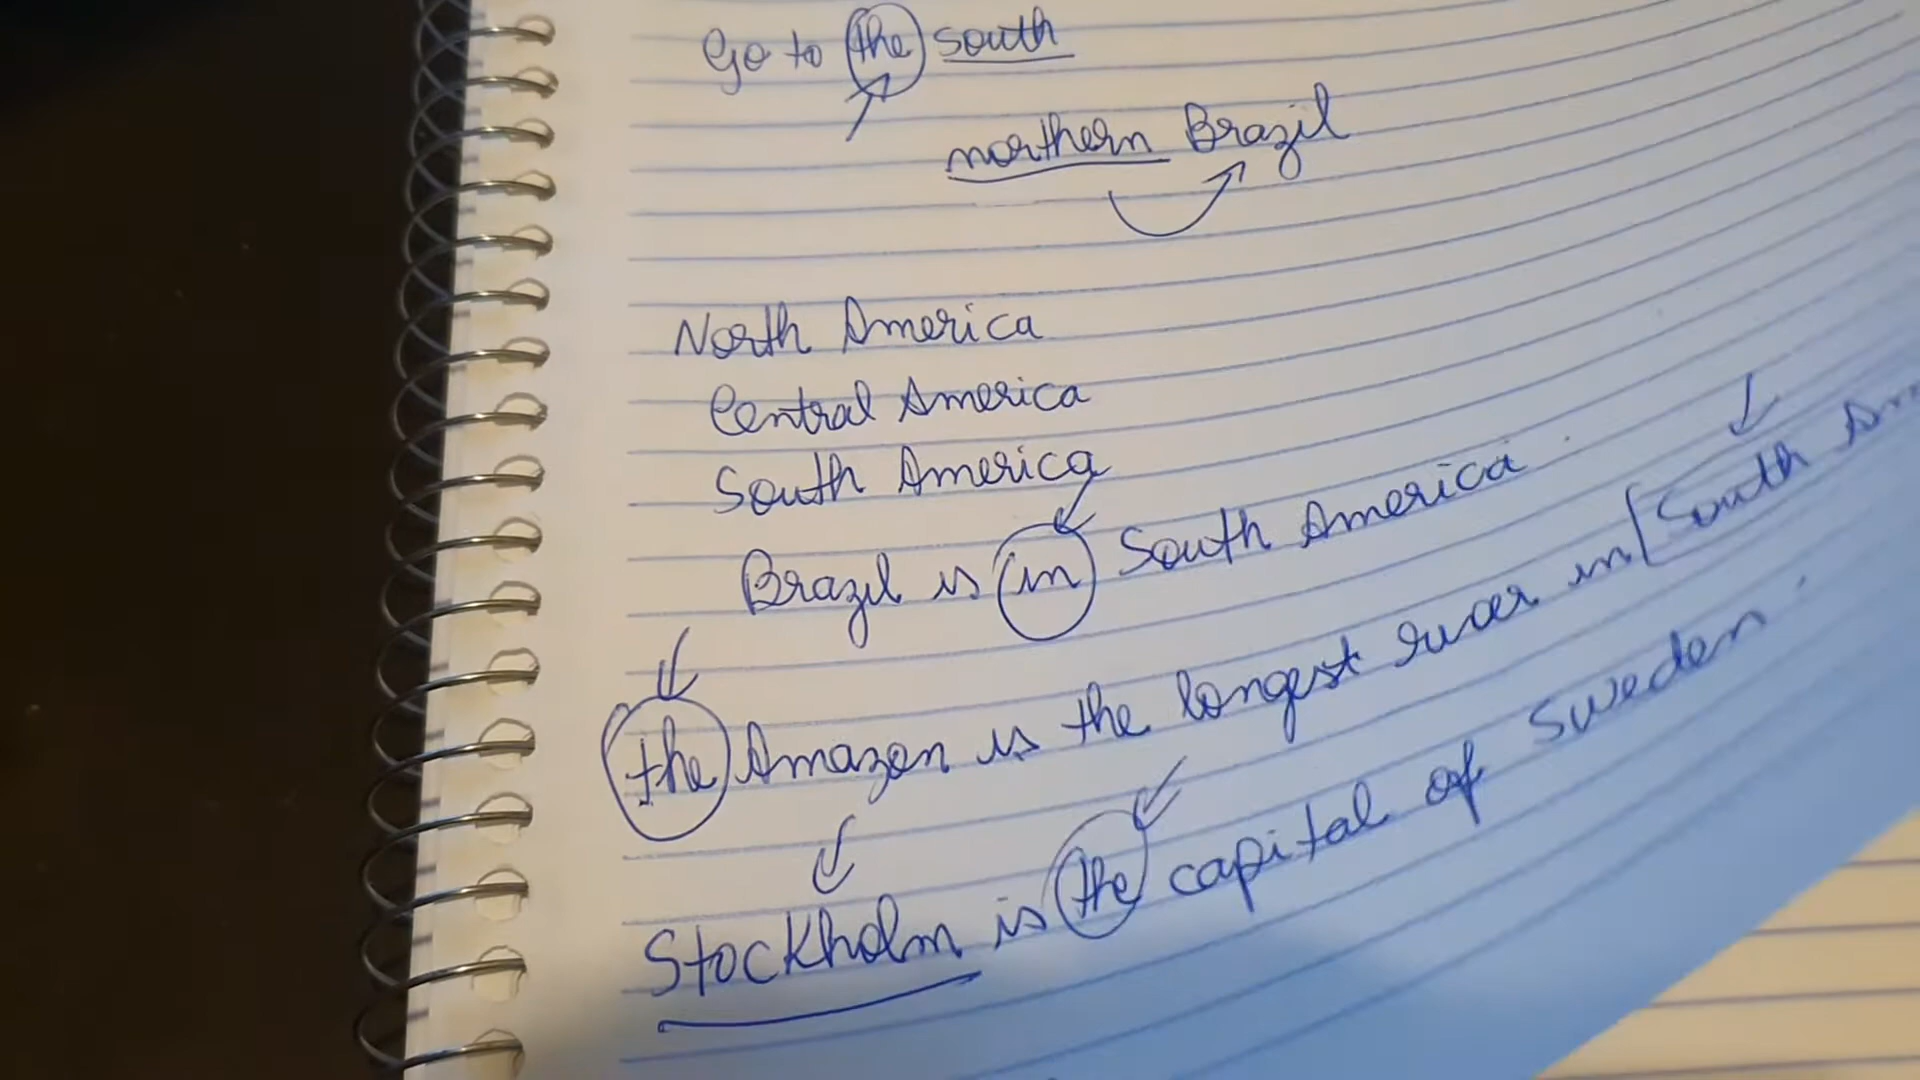 Go to the south
northern Brazil
North America
Central America
South America
Brazil is in South America
the Amazon is the longest river in South Am
Stockholm is the capital of Sweden.